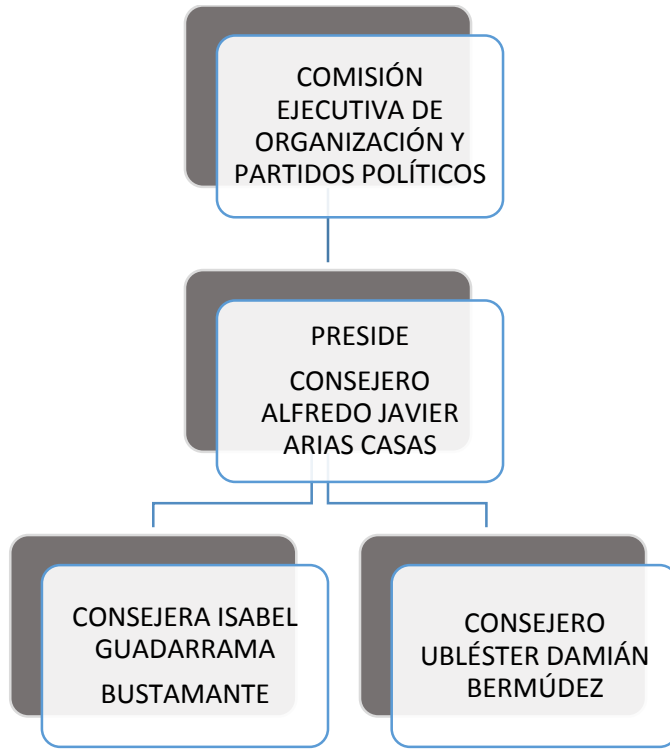 COMISIÓN
EJECUTIVA DE
ORGANIZACIÓN Y
PARTIDOS POLÍTICOS
PRESIDE
CONSEJERO
ALFREDO JAVIER
ARIAS CASAS
CONSEJERA ISABEL
GUADARRAMA
BUSTAMANTE
CONSEJERO
UBLÉSTER DAMIÁN
BERMÚDEZ